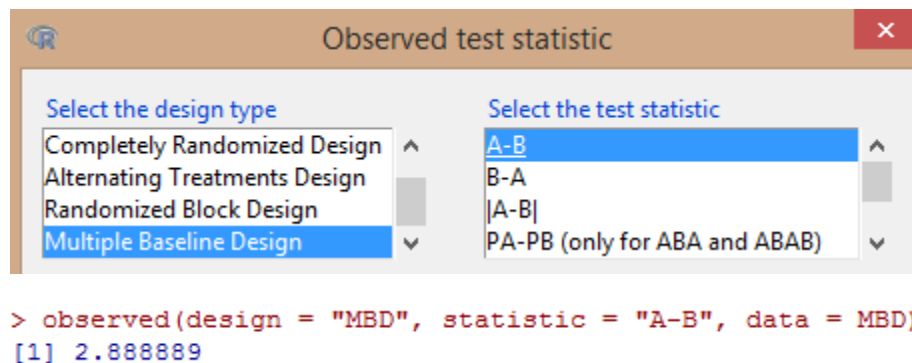 Observed test statistic
Select the design type
Completely Randomized Design
Alternating Treatments Design
Randomized Block Design
Multiple Baseline Design
Select the test statistic
A-B
B-A
|A-B|
PA-PB (only for ABA and ABAB)
> observed(design = "MBD", statistic = "A-B", data = MBD)
[1] 2.888889